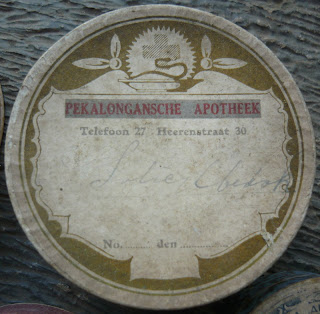 PEKALONGANSCHE APOTHEEK
Telefoon 27 Heerenstraat 30
No. ........ den ............